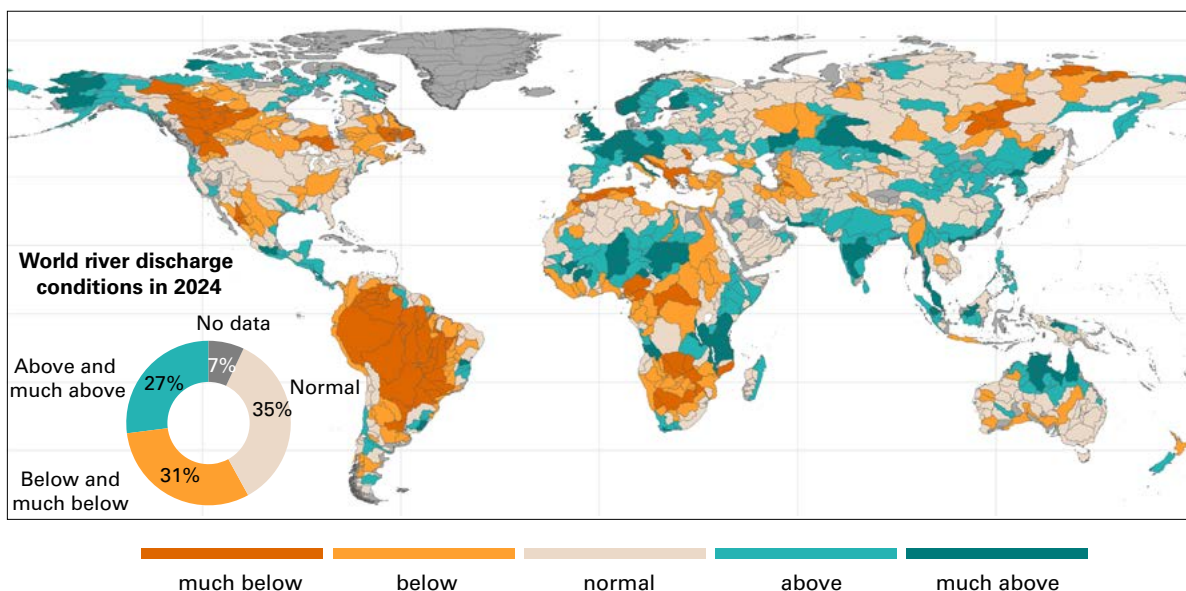 World river discharge
conditions in 2024
No data
7%
Above and
much above
27%
Normal
35%
31%
Below and
much below
much below
below
normal
above
much above